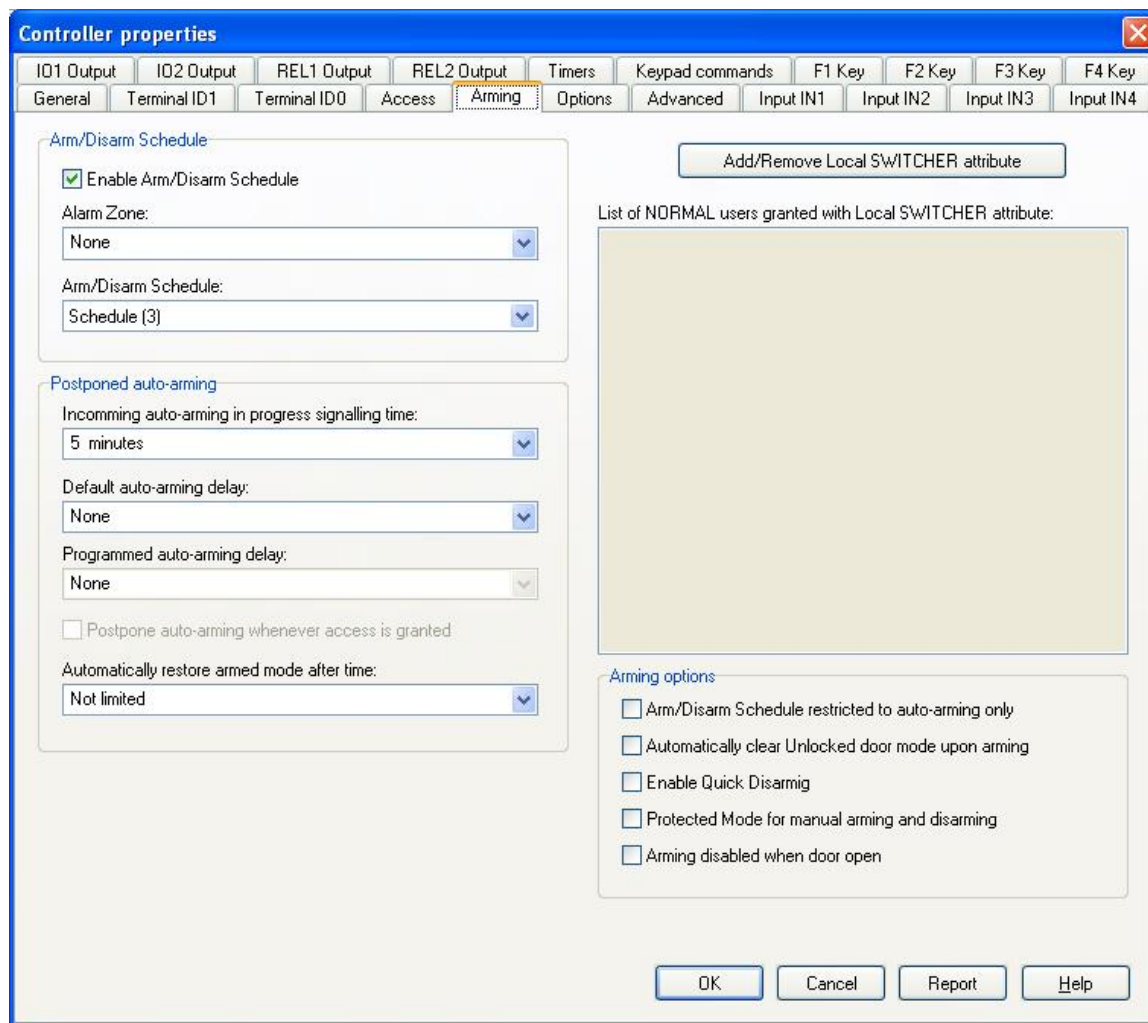 Controller properties
IO1 Output
IO2 Output
REL1 Output
REL2 Output
Timers
Keypad commands
F1 Key
F2 Key
F3 Key
F4 Key
General
Terminal ID1
Terminal ID0
Access
Arming
Options
Advanced
Input IN1
Input IN2
Input IN3
Input IN4
Arm/Disarm Schedule
Enable Arm/Disarm Schedule
Alarm Zone:
None
Arm/Disarm Schedule:
Schedule (3)
Postponed auto-arming
Incomming auto-arming in progress signalling time:
5 minutes
Default auto-arming delay:
None
Programmed auto-arming delay:
None
Postpone auto-arming whenever access is granted
Automatically restore armed mode after time:
Not limited
Add/Remove Local SWITCHER attribute
List of NORMAL users granted with Local SWITCHER attribute:
Arming options
Arm/Disarm Schedule restricted to auto-arming only
Automatically clear Unlocked door mode upon arming
Enable Quick Disarmig
Protected Mode for manual arming and disarming
Arming disabled when door open
OK
Cancel
Report
Help